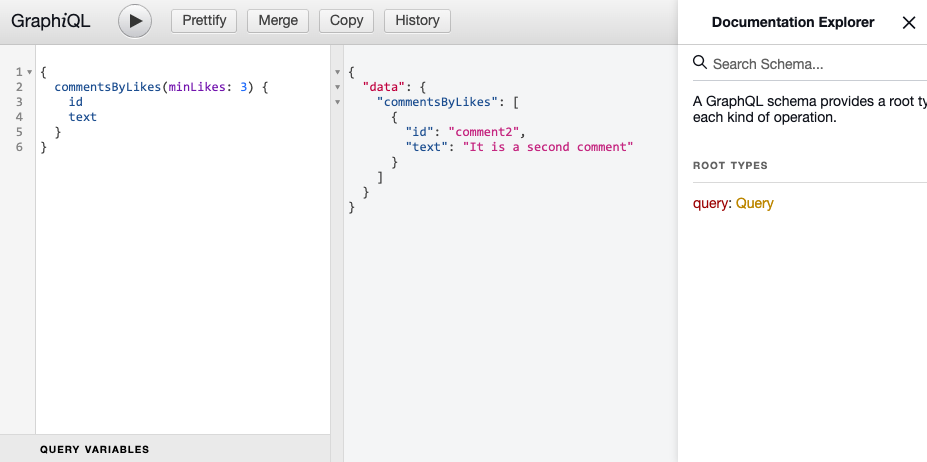 GraphiQL
Prettify
Merge
Copy
History
1 {
2 commentsByLikes(minLikes: 3) {
3 id
4 text
5 }
6 }
QUERY VARIABLES
{
"data": {
"commentsByLikes": [
{
"id": "comment2",
"text": "It is a second comment"
}
]
}
}
Documentation Explorer
Search Schema...
A GraphQL schema provides a root ty
each kind of operation.
ROOT TYPES
query: Query